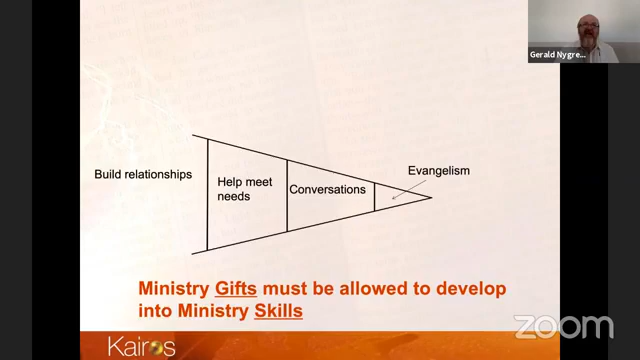 Gerald Nygre...
Build relationships
Help meet
needs
Conversations
Evangelism
Ministry Gifts must be allowed to develop
into Ministry Skills
Kairos
zoom